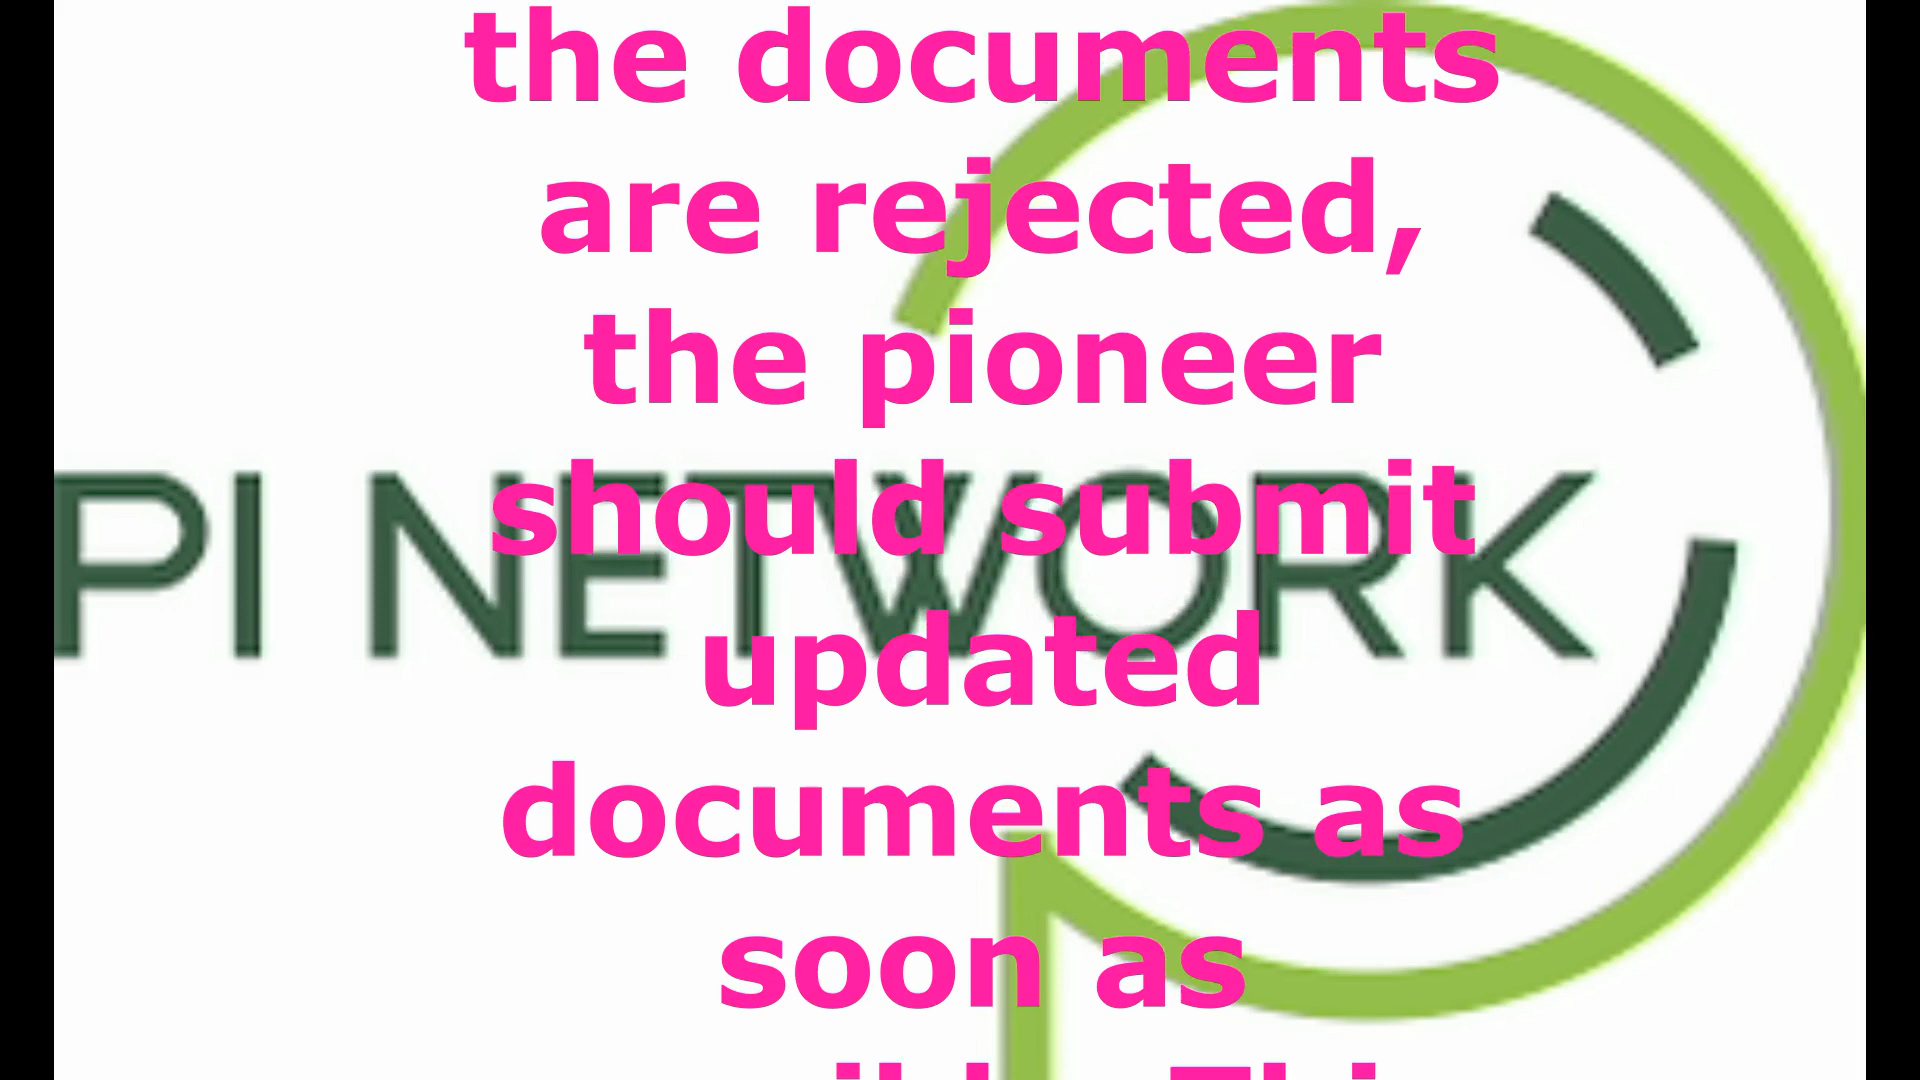 the documents
are rejected,
the pioneer
should submit
PI NETWORK
updated
documents as
soon as